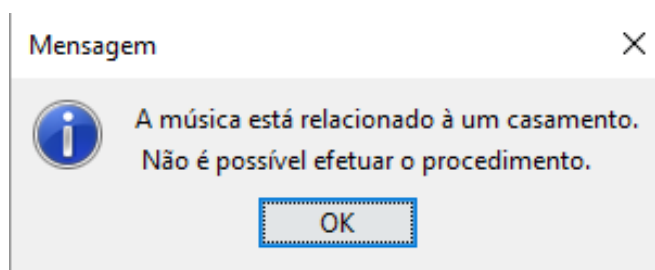 Mensagem
A música está relacionado à um casamento.
Não é possível efetuar o procedimento.
OK